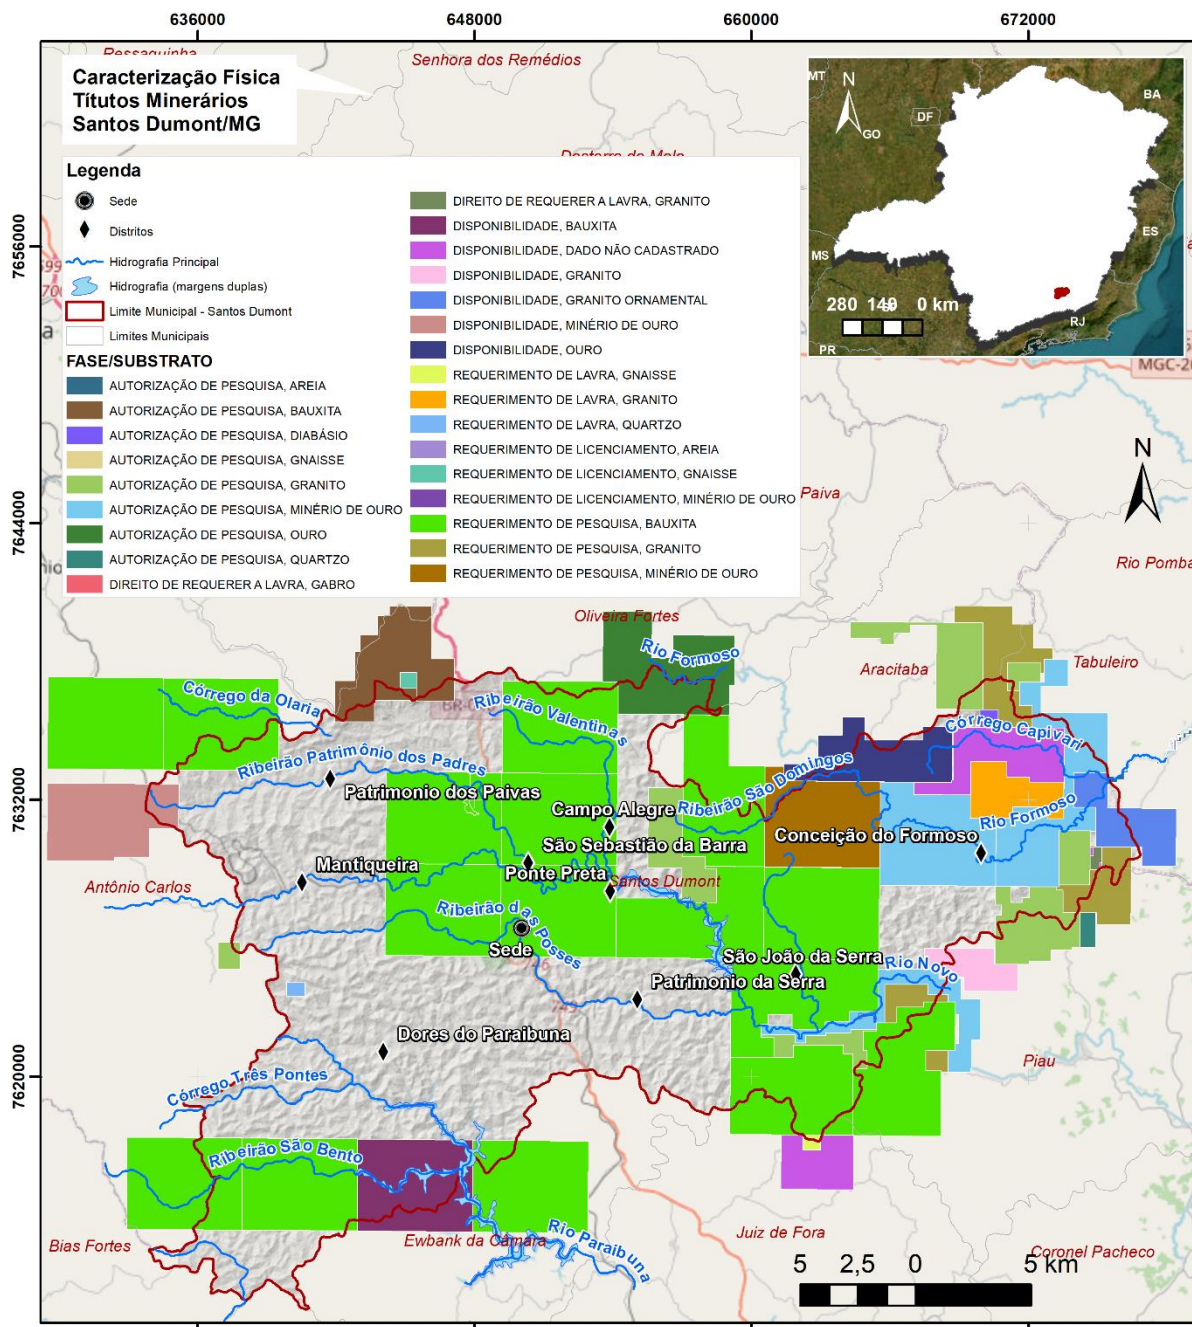 636000
648000
660000
672000
Ressaquinha
Senhora dos Remédios
Caracterização Física
Títutos Minerários
Santos Dumont/MG
Desterro do Melo
Legenda
Sede
Distritos
Hidrografia Principal
Hidrografia (margens duplas)
Limite Municipal - Santos Dumont
Limites Municipais
FASE/SUBSTRATO
AUTORIZAÇÃO DE PESQUISA, AREIA
AUTORIZAÇÃO DE PESQUISA, BAUXITA
AUTORIZAÇÃO DE PESQUISA, DIABÁSIO
AUTORIZAÇÃO DE PESQUISA, GNAISSE
AUTORIZAÇÃO DE PESQUISA, GRANITO
AUTORIZAÇÃO DE PESQUISA, MINÉRIO DE OURO
AUTORIZAÇÃO DE PESQUISA, OURO
AUTORIZAÇÃO DE PESQUISA, QUARTZO
DIREITO DE REQUERER A LAVRA, GABRO
DIREITO DE REQUERER A LAVRA, GRANITO
DISPONIBILIDADE, BAUXITA
DISPONIBILIDADE, DADO NÃO CADASTRADO
DISPONIBILIDADE, GRANITO
DISPONIBILIDADE, GRANITO ORNAMENTAL
DISPONIBILIDADE, MINÉRIO DE OURO
DISPONIBILIDADE, OURO
REQUERIMENTO DE LAVRA, GNAISSE
REQUERIMENTO DE LAVRA, GRANITO
REQUERIMENTO DE LAVRA, QUARTZO
REQUERIMENTO DE LICENCIAMENTO, AREIA
REQUERIMENTO DE LICENCIAMENTO, GNAISSE
REQUERIMENTO DE LICENCIAMENTO, MINÉRIO DE OURO
REQUERIMENTO DE PESQUISA, BAUXITA
REQUERIMENTO DE PESQUISA, GRANITO
REQUERIMENTO DE PESQUISA, MINÉRIO DE OURO
MT
N
BA
DF
GO
ES
MS
280 140 0 km
RJ
PR
MGC-26
N
7656000
7644000
7632000
7620000
Paiva
Rio Pomba
Oliveira Fortes
Rio Formoso
Aracitaba
Tabuleiro
Córrego da Olaria
Ribeirão Valentinas
Córrego Capivari
Ribeirão Patrimônio dos Padres
Ribeirão São Domingos
Patrimonio dos Paivas
Campo Alegre
Rio Formoso
Conceição do Formoso
São Sebastião da Barra
Mantiqueira
Ponte Preta
Santos Dumont
Antônio Carlos
Ribeirão das Posses
Sede
São João da Serra
Rio Novo
Patrimonio da Serra
Dores do Paraibuna
Piau
Córrego Três Pontes
Ribeirão São Bento
Bias Fortes
Ewbank da Câmara
Rio Paraibuna
Juiz de Fora
Coronel Pacheco
5 2,5 0 5 km